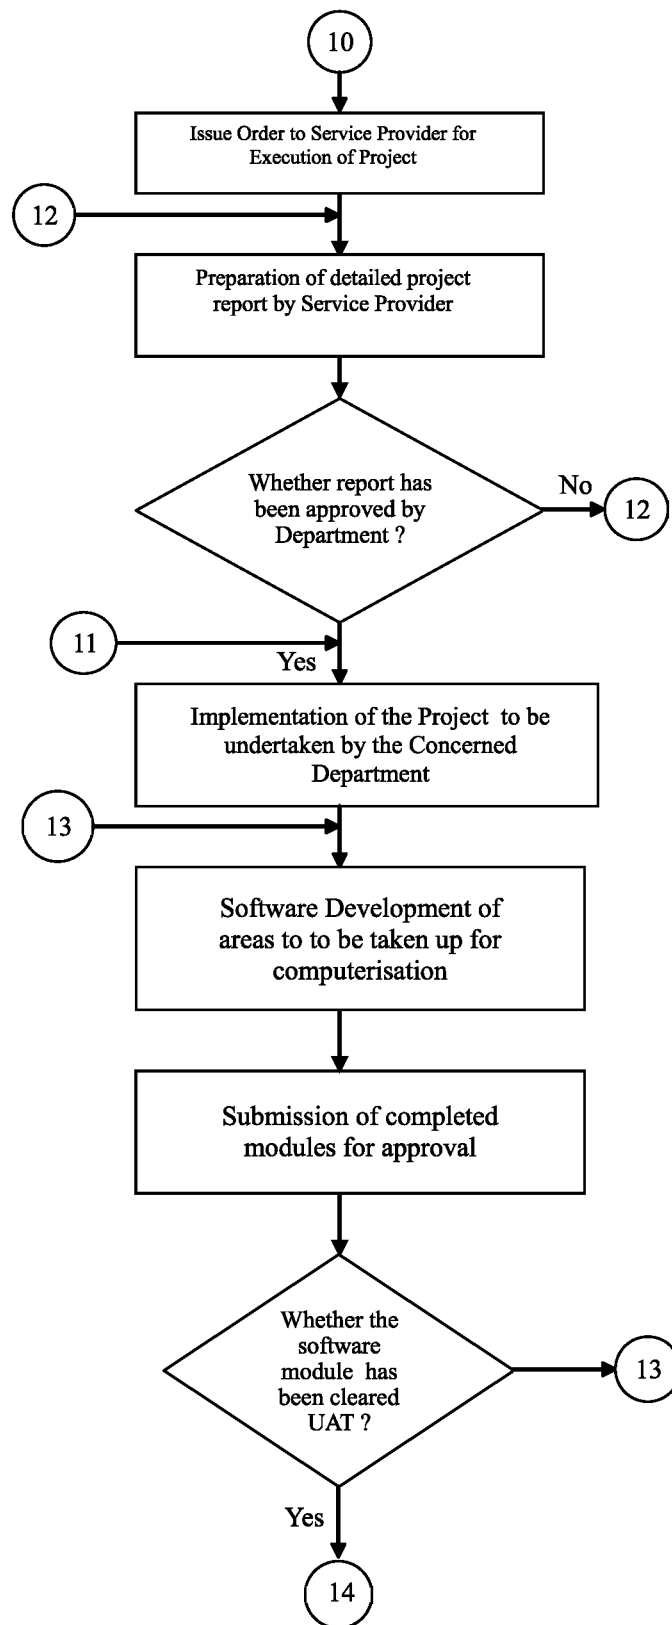 10
Issue Order to Service Provider for
Execution of Project
12
Preparation of detailed project
report by Service Provider
Whether report has
been approved by
Department ?
No
12
11
Yes
Implementation of the Project to be
undertaken by the Concerned
Department
13
Software Development of
areas to to be taken up for
computerisation
Submission of completed
modules for approval
Whether the
software
module has
been cleared
UAT ?
13
Yes
14